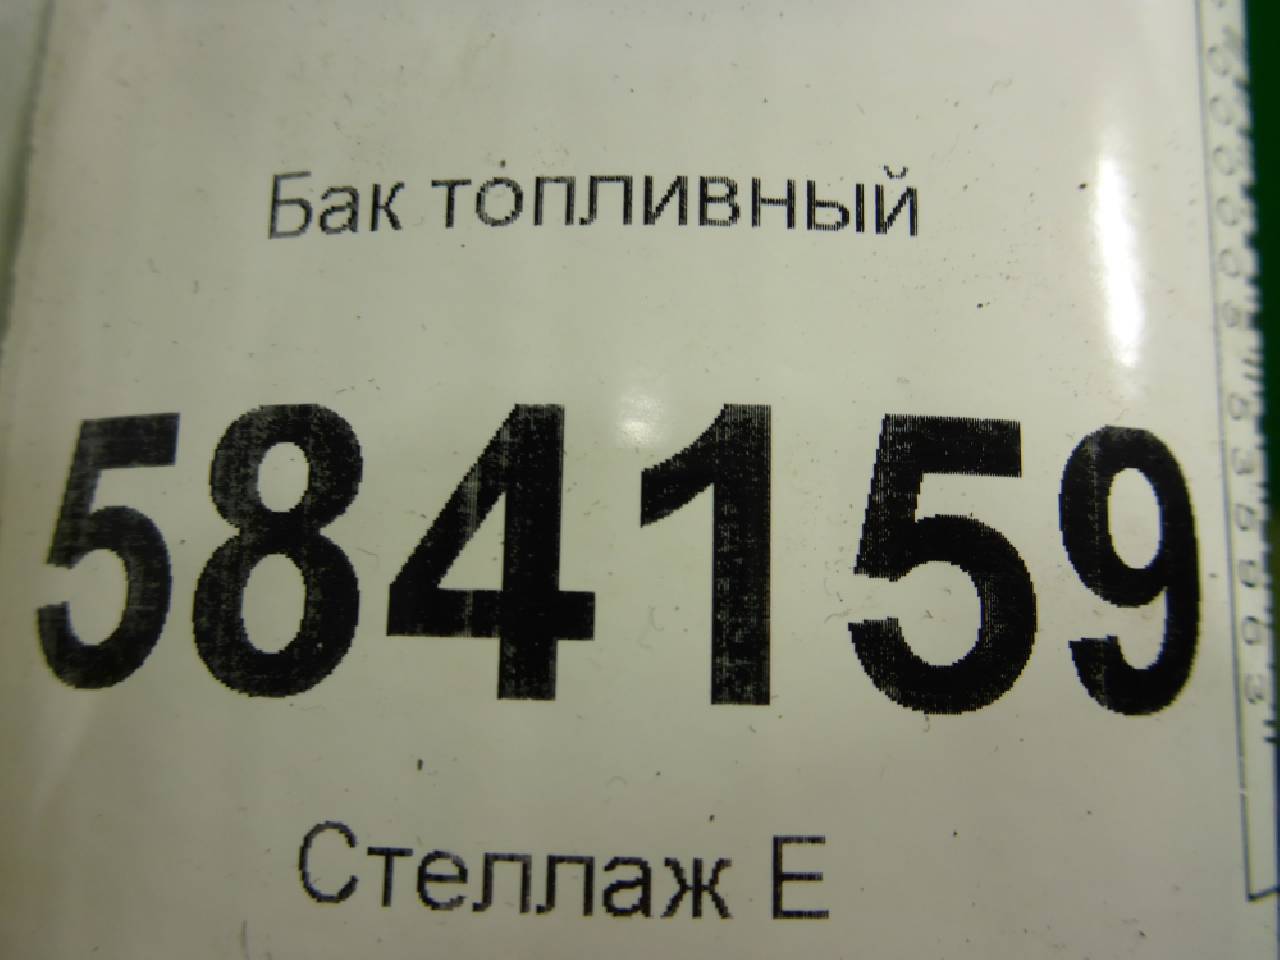 Бак топливный
584159
Стеллаж Е